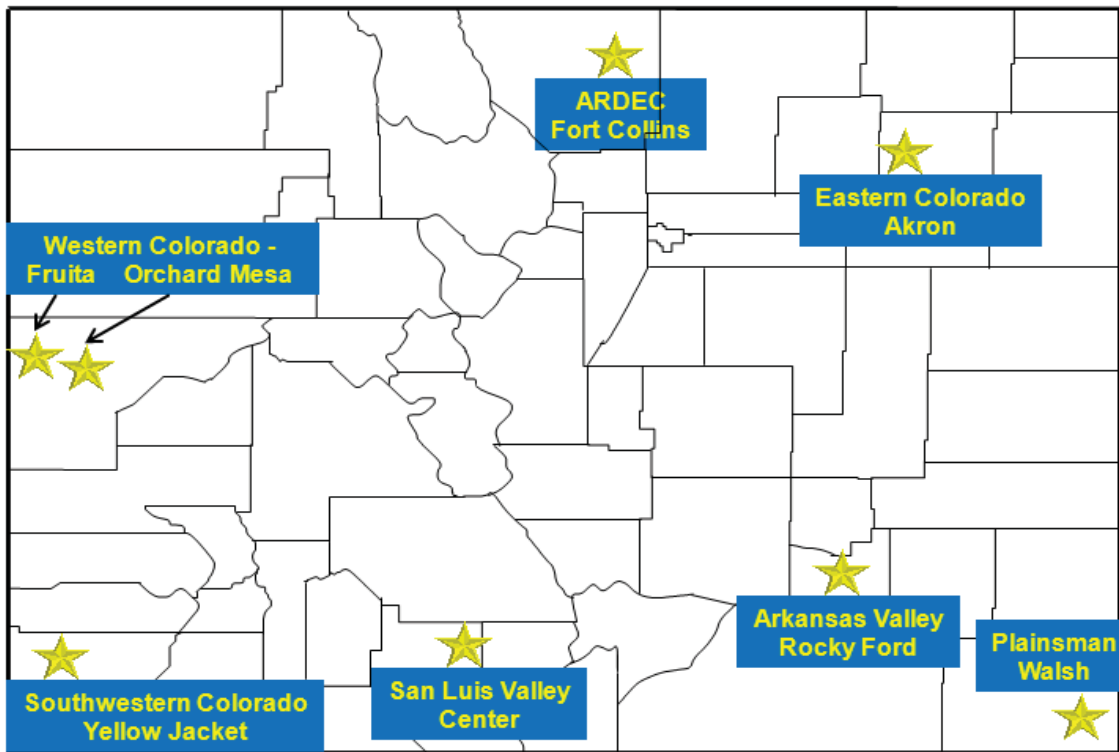 ARDEC
Fort Collins
Eastern Colorado
Akron
Western Colorado -
Fruita Orchard Mesa
Arkansas Valley
Rocky Ford
Plainsman
Walsh
San Luis Valley
Center
Southwestern Colorado
Yellow Jacket